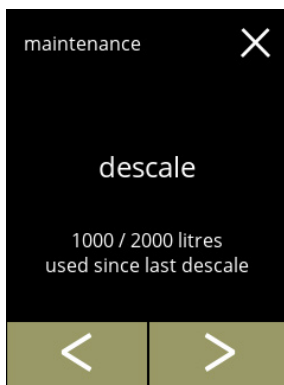 maintenance
descale
1000 / 2000 litres
used since last descale